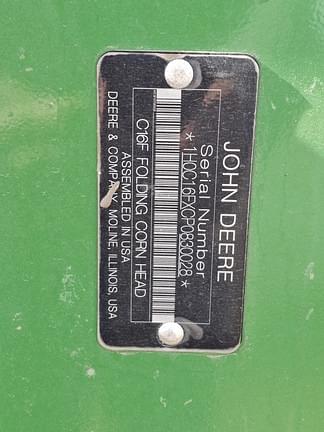 JOHN DEERE
Serial Number
*1H0C16FXCP0830028*
C16F FOLDING CORN HEAD
ASSEMBLED IN USA
DEERE & COMPANY, MOLINE, ILLINOIS, USA